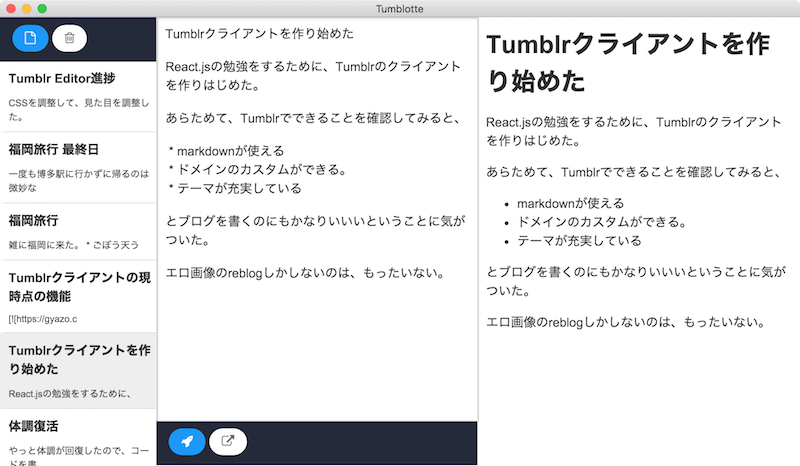 Tumblotte
Tumblr Editor進捗
CSSを調整して、見た目を調整し
た。
福岡旅行 最終日
一度も博多駅に行かずに帰るのは
微妙な
福岡旅行
雑に福岡に来た。 * ごぼう天う
Tumblrクライアントの現
時点の機能
[![https://gyazo.c
Tumblrクライアントを作
り始めた
React.jsの勉強をするために、
体調復活
やっと体調が回復したので、コー
ドを書
Tumblrクライアントを作り始めた
React.jsの勉強をするために、Tumblrのクライアント
を作りはじめた。
あらためて、Tumblrでできることを確認してみると、
* markdownが使える
* ドメインのカスタムができる。
* テーマが充実している
とブログを書くのにもかなりいいいということに気が
ついた。
エロ画像のreblogしかしないのは、もったいない。
Tumblrクライアントを作
り始めた
React.jsの勉強をするために、Tumblrのクライアント
を作りはじめた。
あらためて、Tumblrでできることを確認してみると、
• markdownが使える
• ドメインのカスタムができる。
• テーマが充実している
とブログを書くのにもかなりいいいということに気が
ついた。
エロ画像のreblogしかしないのは、もったいない。